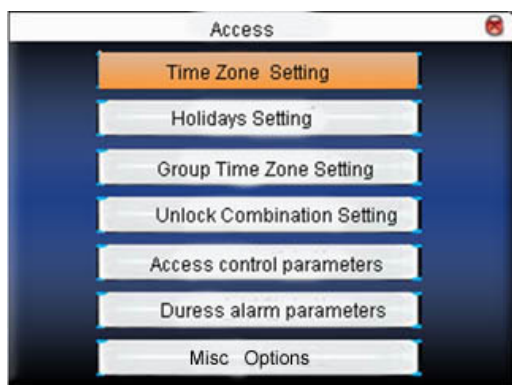 Access
Time Zone Setting
Holidays Setting
Group Time Zone Setting
Unlock Combination Setting
Access control parameters
Duress alarm parameters
Misc Options